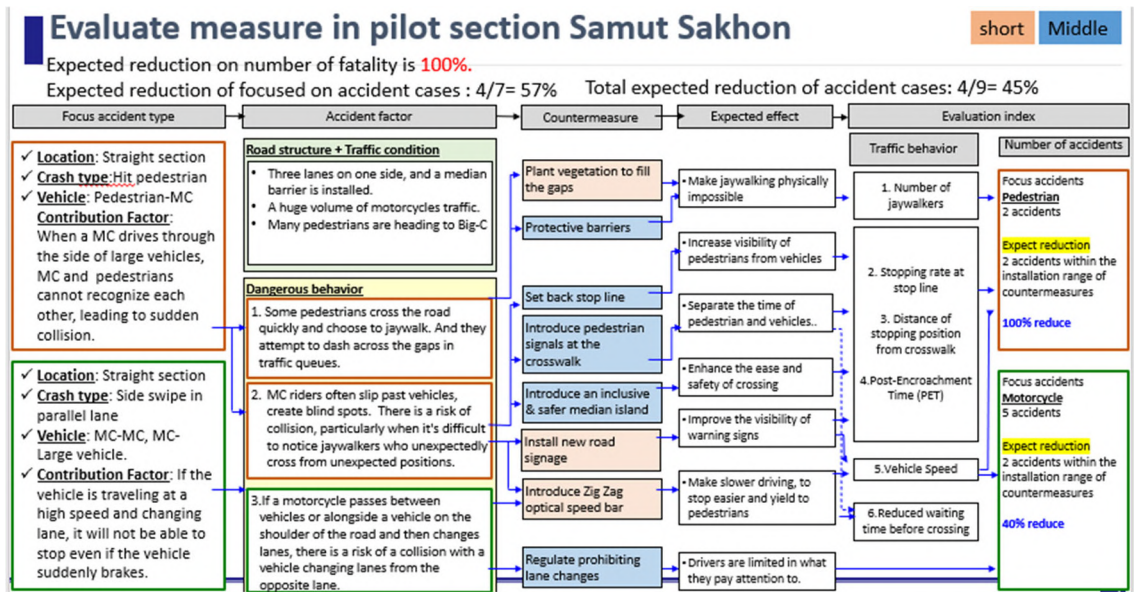 Evaluate measure in pilot section Samut Sakhon
short
Middle
Expected reduction on number of fatality is 100%.
Expected reduction of focused on accident cases : 4/7= 57%
Total expected reduction of accident cases: 4/9= 45%
Focus accident type
Accident factor
Countermeasure
Expected effect
Evaluation index
✓ Location: Straight section
✓ Crash type:Hit pedestrian
✓ Vehicle: Pedestrian-MC
Contribution Factor:
When a MC drives through
the side of large vehicles,
MC and pedestrians
cannot recognize each
other, leading to sudden
collision.
✓ Location: Straight section
✓ Crash type: Side swipe in
parallel lane
✓ Vehicle: MC-MC, MC-
Large vehicle.
✓ Contribution Factor: If the
vehicle is traveling at a
high speed and changing
lane, it will not be able to
stop even if the vehicle
suddenly brakes.
Road structure + Traffic condition
• Three lanes on one side, and a median
barrier is installed.
• A huge volume of motorcycles traffic.
• Many pedestrians are heading to Big-C
Dangerous behavior
1. Some pedestrians cross the road
quickly and choose to jaywalk. And they
attempt to dash across the gaps in
traffic queues.
2. MC riders often slip past vehicles,
create blind spots. There is a risk of
collision, particularly when it's difficult
to notice jaywalkers who unexpectedly
cross from unexpected positions.
3.If a motorcycle passes between
vehicles or alongside a vehicle on the
shoulder of the road and then changes
lanes, there is a risk of a collision with a
vehicle changing lanes from the
opposite lane.
Plant vegetation to fill
the gaps
Protective barriers
Set back stop line
Introduce pedestrian
signals at the
crosswalk
Introduce an inclusive
& safer median island
Install new road
signage
Introduce Zig Zag
optical speed bar
Regulate prohibiting
lane changes
• Make jaywalking physically
impossible
• Increase visibility of
pedestrians from vehicles
• Separate the time of
pedestrian and vehicles..
• Enhance the ease and
safety of crossing
• Improve the visibility of
warning signs
• Make slower driving, to
stop easier and yield to
pedestrians
• Drivers are limited in what
they pay attention to.
Traffic behavior
1. Number of
jaywalkers
2. Stopping rate at
stop line
3. Distance of
stopping position
from crosswalk
4.Post-Encroachment
Time (PET)
5.Vehicle Speed
6.Reduced waiting
time before crossing
Number of accidents
Focus accidents
Pedestrian
2 accidents
Expect reduction
2 accidents within the
installation range of
countermeasures
100% reduce
Focus accidents
Motorcycle
5 accidents
Expect reduction
2 accidents within the
installation range of
countermeasures
40% reduce